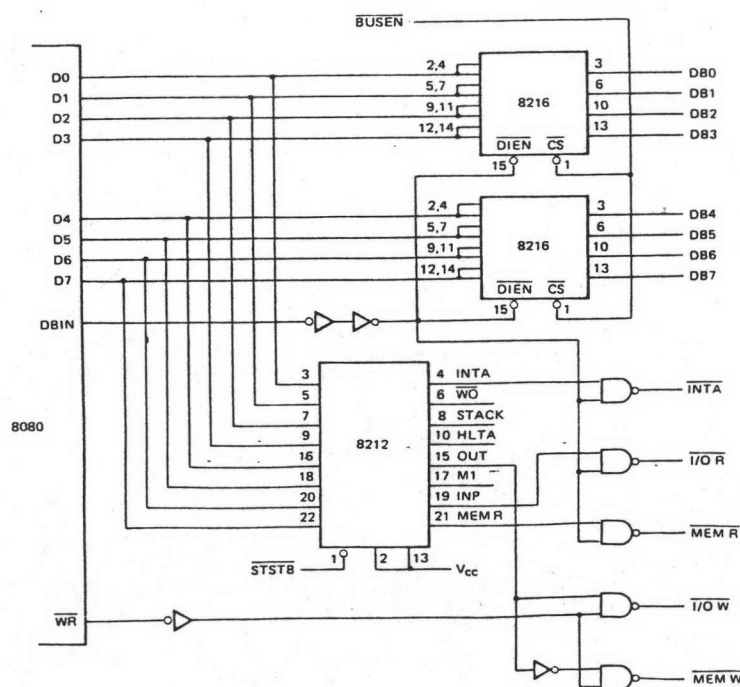 BUSEN
D0 2,4 8216 3 DB0
D1 5,7 6 DB1
D2 9,11 10 DB2
D3 12,14 13 DB3
DIEN CS
15 1
D4 2,4 8216 3 DB4
D5 5,7 6 DB5
D6 9,11 10 DB6
D7 12,14 13 DB7
DIEN CS
15 1
DBIN
8080
8212
3 4 INTA INTA
5 6 WO
7 8 STACK
9 10 HLTA
16 15 OUT I/O R
18 17 M1
20 19 INP
22 21 MEM R MEM R
STSTB 1 2 13 VCC
I/O W
WR
MEM W